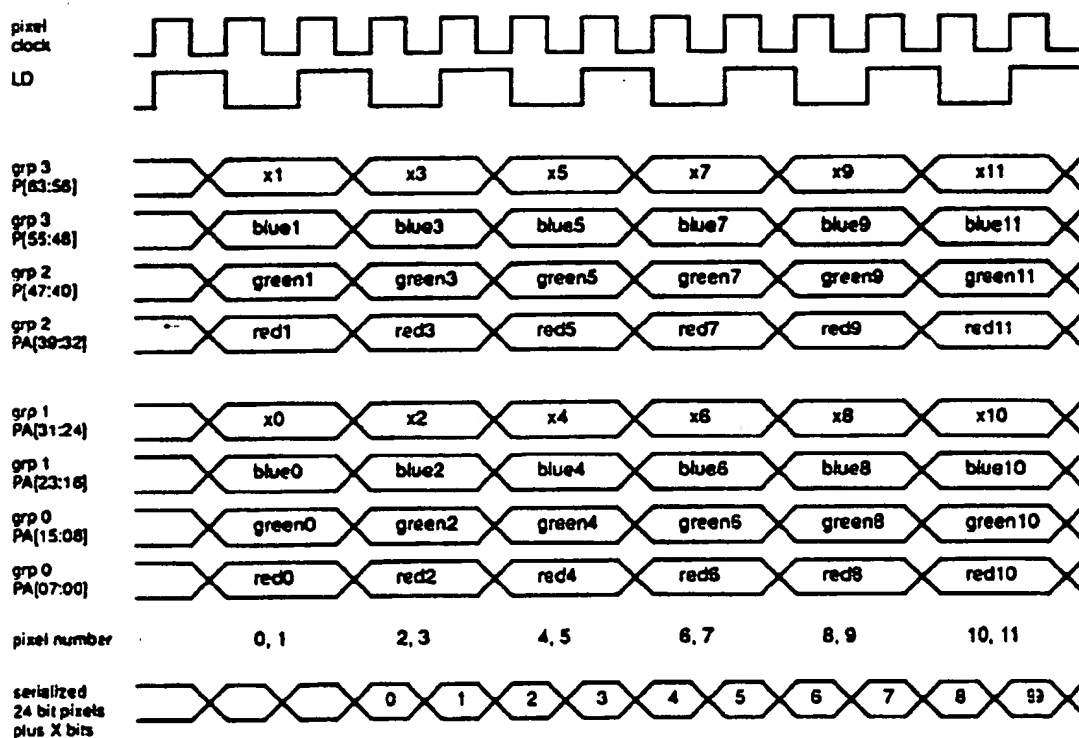 pixel
clock
LD
grp 3
P[63:56]
x1 x3 x5 x7 x9 x11
grp 3
P[55:48]
blue1 blue3 blue5 blue7 blue9 blue11
grp 2
P[47:40]
green1 green3 green5 green7 green9 green11
grp 2
PA[39:32]
red1 red3 red5 red7 red9 red11
grp 1
PA[31:24]
x0 x2 x4 x6 x8 x10
grp 1
PA[23:16]
blue0 blue2 blue4 blue6 blue8 blue10
grp 0
PA[15:08]
green0 green2 green4 green6 green8 green10
grp 0
PA[07:00]
red0 red2 red4 red6 red8 red10
pixel number 0, 1 2, 3 4, 5 6, 7 8, 9 10, 11
serialized
24 bit pixels
plus X bits
0 1 2 3 4 5 6 7 8